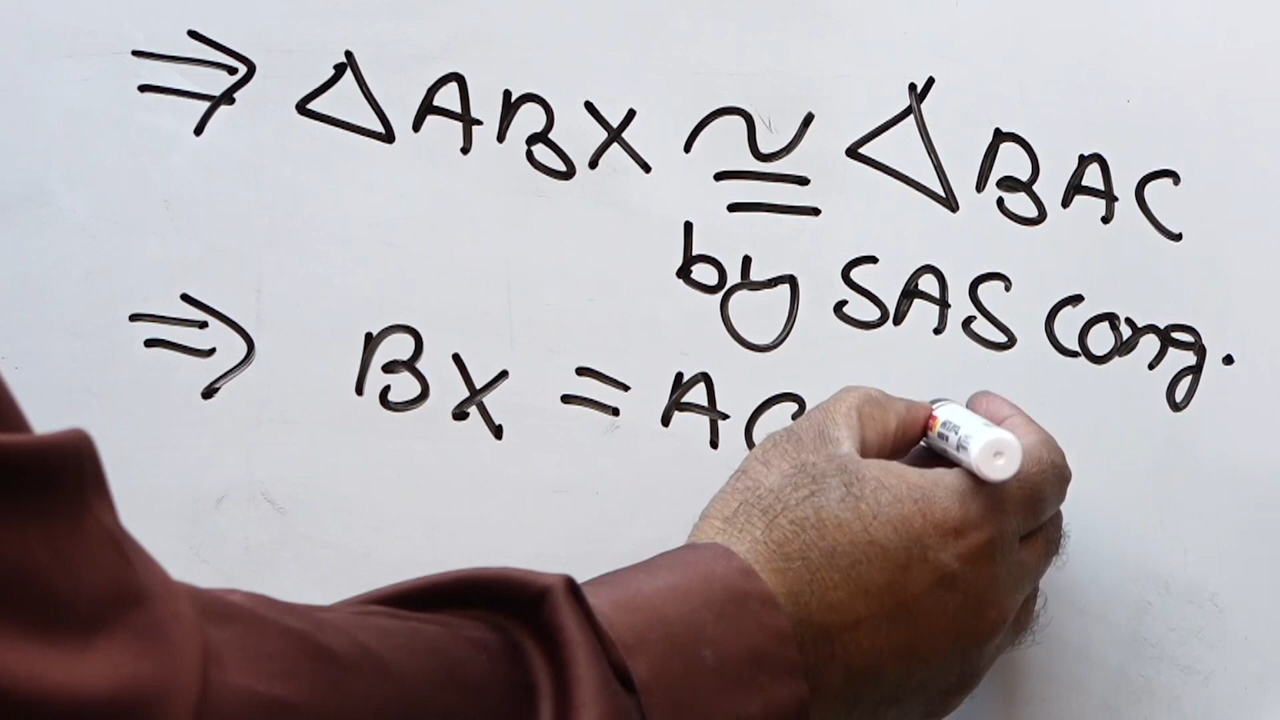 ⇒ △ABX ≅ △BAC
by SAS Cong.
⇒ BX = AC